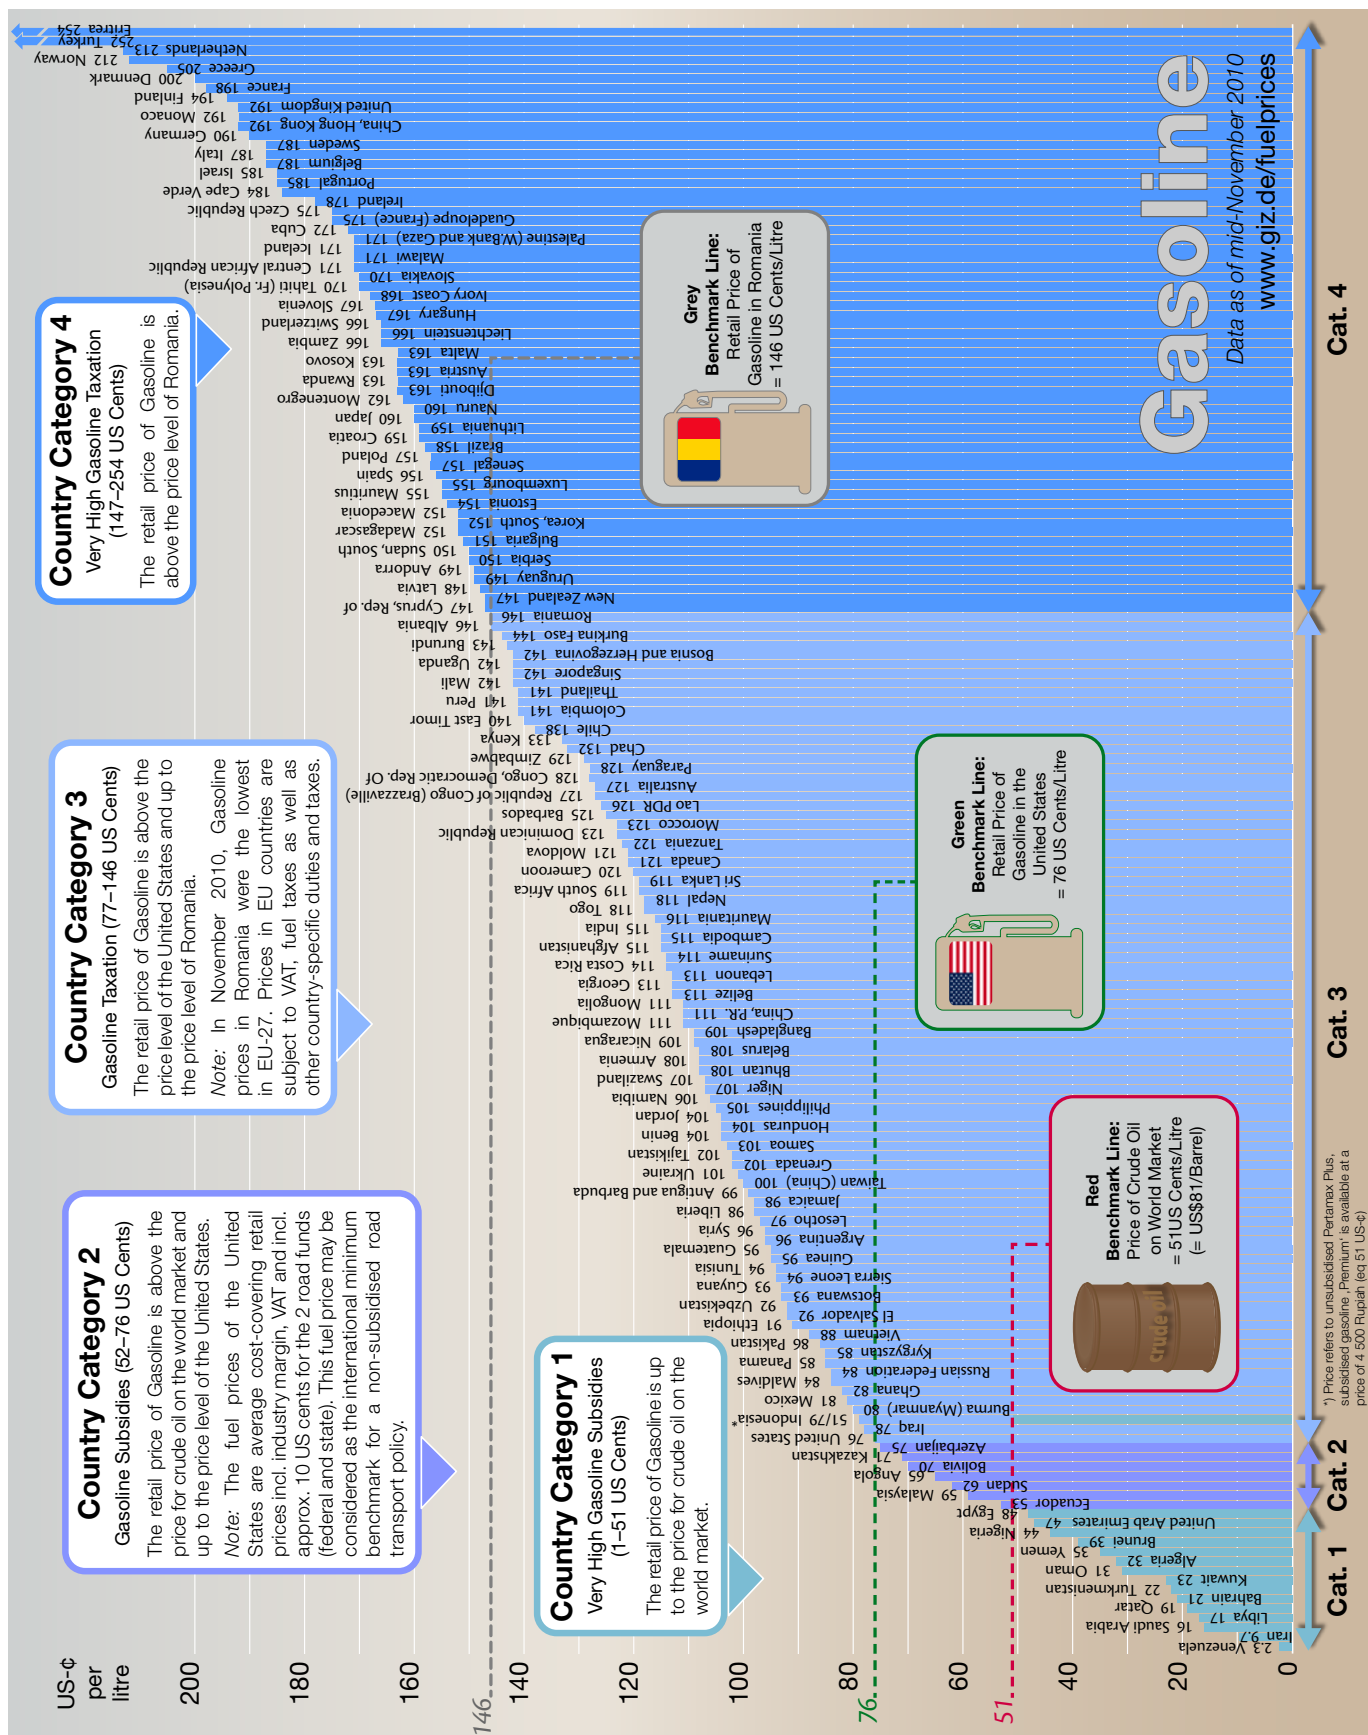 US-¢
per
litre
200
180
160
140
120
100
80
60
40
20
0
146
76
51
Country Category 1
Very High Gasoline Subsidies
(1–51 US Cents)
The retail price of Gasoline is up
to the price for crude oil on the
world market.
Country Category 2
Gasoline Subsidies (52–76 US Cents)
The retail price of Gasoline is above the
price for crude oil on the world market and
up to the price level of the United States.
Note: The fuel prices of the United
States are average cost-covering retail
prices incl. industry margin, VAT and incl.
approx. 10 US cents for the 2 road funds
(federal and state). This fuel price may be
considered as the international minimum
benchmark for a non-subsidised road
transport policy.
Country Category 3
Gasoline Taxation (77–146 US Cents)
The retail price of Gasoline is above the
price level of the United States and up to
the price level of Romania.
Note: In November 2010, Gasoline
prices in Romania were the lowest
in EU-27. Prices in EU countries are
subject to VAT, fuel taxes as well as
other country-specific duties and taxes.
Country Category 4
Very High Gasoline Taxation
(147–254 US Cents)
The retail price of Gasoline is
above the price level of Romania.
2.3 Venezuela
Iran 9.7
16 Saudi Arabia
Libya 17
19 Qatar
Bahrain 21
22 Turkmenistan
Kuwait 23
31 Oman
Algeria 32
35 Yemen
Brunei 39
44 Nigeria
United Arab Emirates 47
48 Egypt
Ecuador 53
59 Malaysia
Sudan 62
65 Angola
Bolivia 70
71 Kazakhstan
Azerbaijan 75
76 United States
Iraq 78
51/79 Indonesia*
Burma (Myanmar) 80
81 Mexico
Ghana 82
84 Maldives
Russian Federation 84
85 Panama
Kyrgyzstan 85
86 Pakistan
Vietnam 88
91 Ethiopia
El Salvador 92
92 Uzbekistan
Botswana 93
93 Guyana
Sierra Leone 94
94 Tunisia
Guinea 95
95 Guatemala
Argentina 96
96 Syria
Lesotho 97
98 Liberia
Jamaica 98
99 Antigua and Barbuda
Taiwan (China) 100
101 Ukraine
Grenada 102
102 Tajikistan
Samoa 103
104 Benin
Honduras 104
104 Jordan
Philippines 105
106 Namibia
Niger 107
107 Swaziland
Bhutan 108
108 Armenia
Belarus 108
109 Nicaragua
Bangladesh 109
111 Mozambique
China, P.R. 111
111 Mongolia
Belize 113
113 Georgia
Lebanon 113
114 Costa Rica
Suriname 114
115 Afghanistan
Cambodia 115
115 India
Mauritania 116
118 Togo
Nepal 118
119 South Africa
Sri Lanka 119
120 Cameroon
Canada 121
121 Moldova
Tanzania 122
123 Dominican Republic
Morocco 123
125 Barbados
Lao PDR 126
127 Republic of Congo (Brazzaville)
Australia 127
128 Congo, Democratic Rep. Of
Paraguay 128
129 Zimbabwe
Chad 132
133 Kenya
Chile 138
140 East Timor
Colombia 141
141 Peru
Thailand 141
142 Mali
Singapore 142
142 Uganda
Bosnia and Herzegovina 142
143 Burundi
Burkina Faso 144
146 Albania
Romania 146
147 Cyprus, Rep. of
New Zealand 147
148 Latvia
Uruguay 149
149 Andorra
Serbia 150
150 Sudan, South
Bulgaria 151
152 Madagascar
Korea, South 152
152 Macedonia
Estonia 154
155 Mauritius
Luxembourg 155
156 Spain
Senegal 157
157 Poland
Brazil 158
159 Croatia
Lithuania 159
160 Japan
Nauru 160
162 Montenegro
Djibouti 163
163 Rwanda
Austria 163
163 Kosovo
Malta 163
166 Zambia
Liechtenstein 166
166 Switzerland
Hungary 167
167 Slovenia
Ivory Coast 168
170 Tahiti (Fr. Polynesia)
Slovakia 170
171 Central African Republic
Malawi 171
171 Iceland
Palestine (W.Bank and Gaza) 171
172 Cuba
Guadeloupe (France) 175
175 Czech Republic
Ireland 178
184 Cape Verde
Portugal 185
185 Israel
Belgium 187
187 Italy
Sweden 187
190 Germany
China, Hong Kong 192
192 Monaco
United Kingdom 192
194 Finland
France 198
200 Denmark
Greece 205
212 Norway
Netherlands 213
252 Turkey
Eritrea 254
Red
Benchmark Line:
Price of Crude Oil
on World Market
= 51US Cents/Litre
(= US$81/Barrel)
Crude oil
Green
Benchmark Line:
Retail Price of
Gasoline in the
United States
= 76 US Cents/Litre
Grey
Benchmark Line:
Retail Price of
Gasoline in Romania
= 146 US Cents/Litre
Gasoline
Data as of mid-November 2010
www.giz.de/fuelprices
Cat. 1
Cat. 2
Cat. 3
Cat. 4
*) Price refers to unsubsidised Pertamax Plus,
subsidised gasoline ‚Premium' is available at a
price of 4 500 Rupiah (eq 51 US-¢)